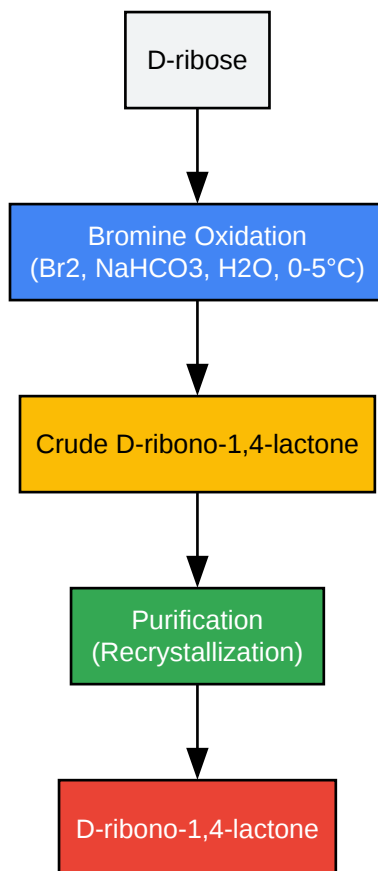 D-ribose
Bromine Oxidation
(Br2, NaHCO3, H2O, 0-5°C)
Crude D-ribono-1,4-lactone
Purification
(Recrystallization)
D-ribono-1,4-lactone